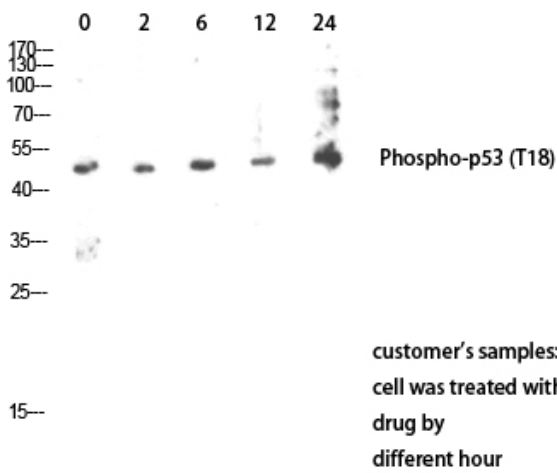 0 2 6 12 24
170--
130--
100---
70---
55---
Phospho-p53 (T18)
40---
35---
25---
customer's samples:
cell was treated with
drug by
15---
different hour